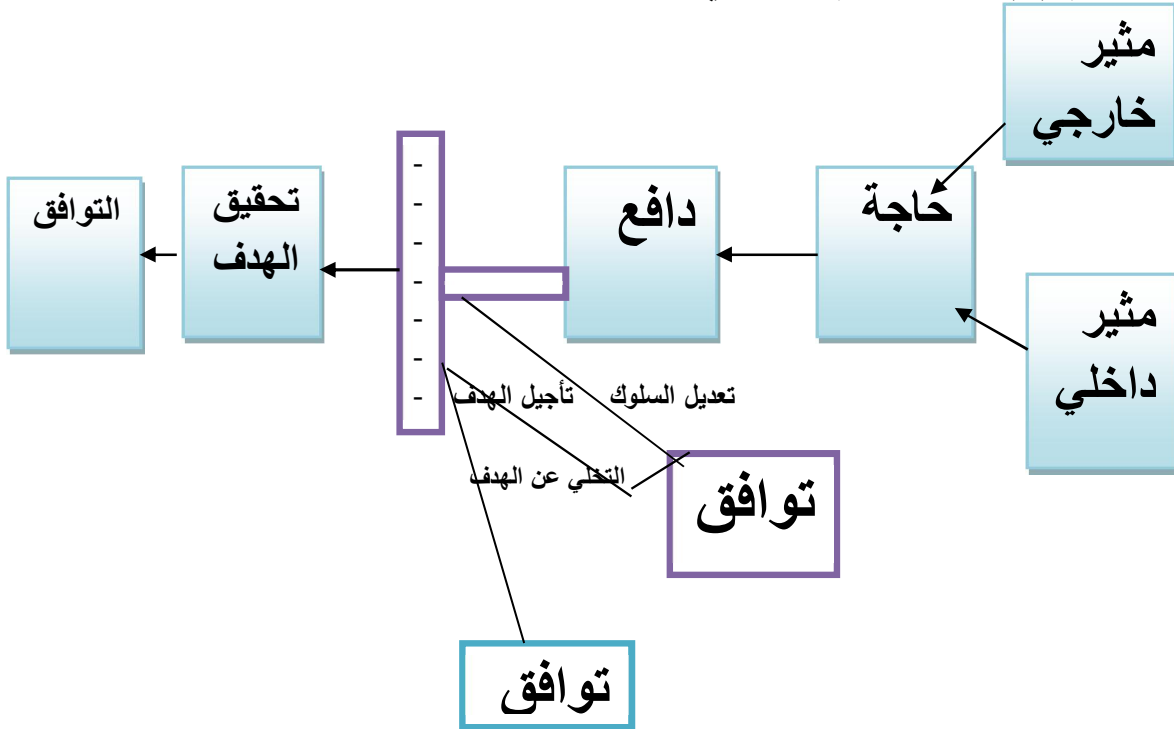 مثير
خارجي
حاجة
دافع
-
-
-
-
-
-
-
تحقيق
الهدف
التوافق
مثير
داخلي
تعديل السلوك
تأجيل الهدف
التخلي عن الهدف
توافق
توافق